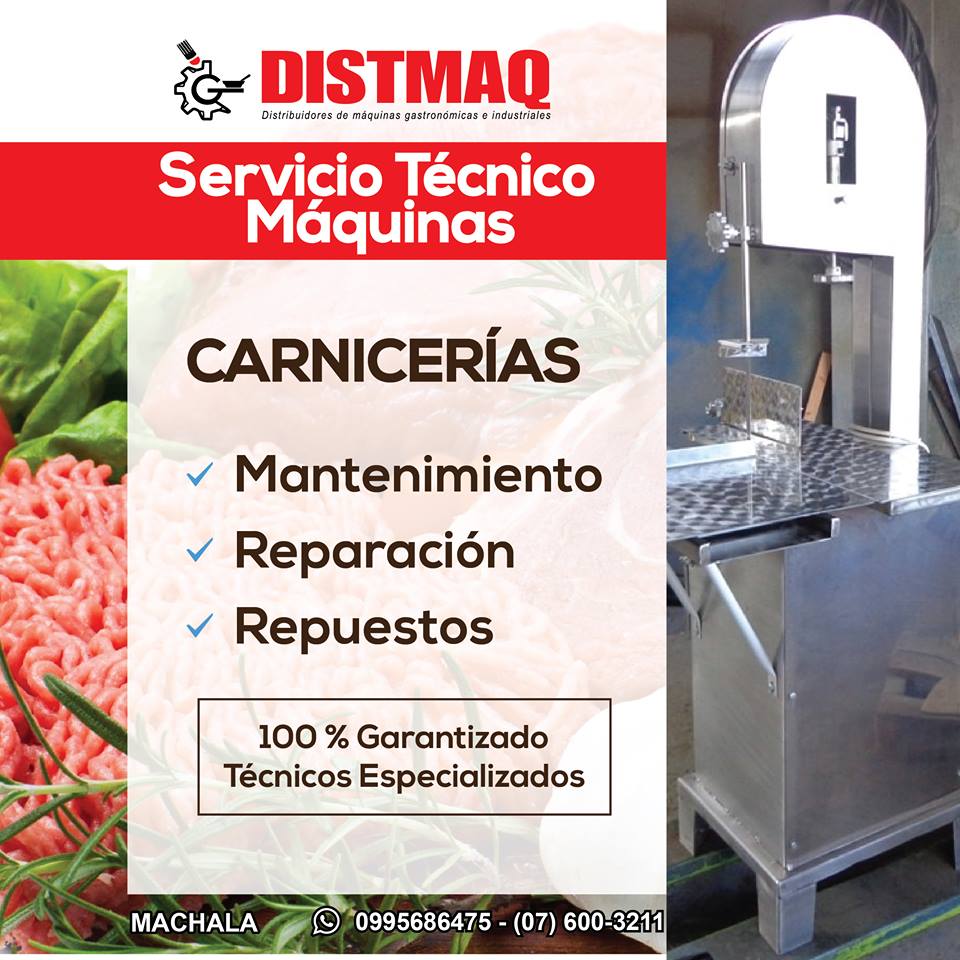 DISTMAQ
Distribuidores de máquinas gastronómicas e industriales
Servicio Técnico
Máquinas
CARNICERÍAS
Mantenimiento
Reparación
Repuestos
100 % Garantizado
Técnicos Especializados
MACHALA 0995686475 - (07) 600-3211